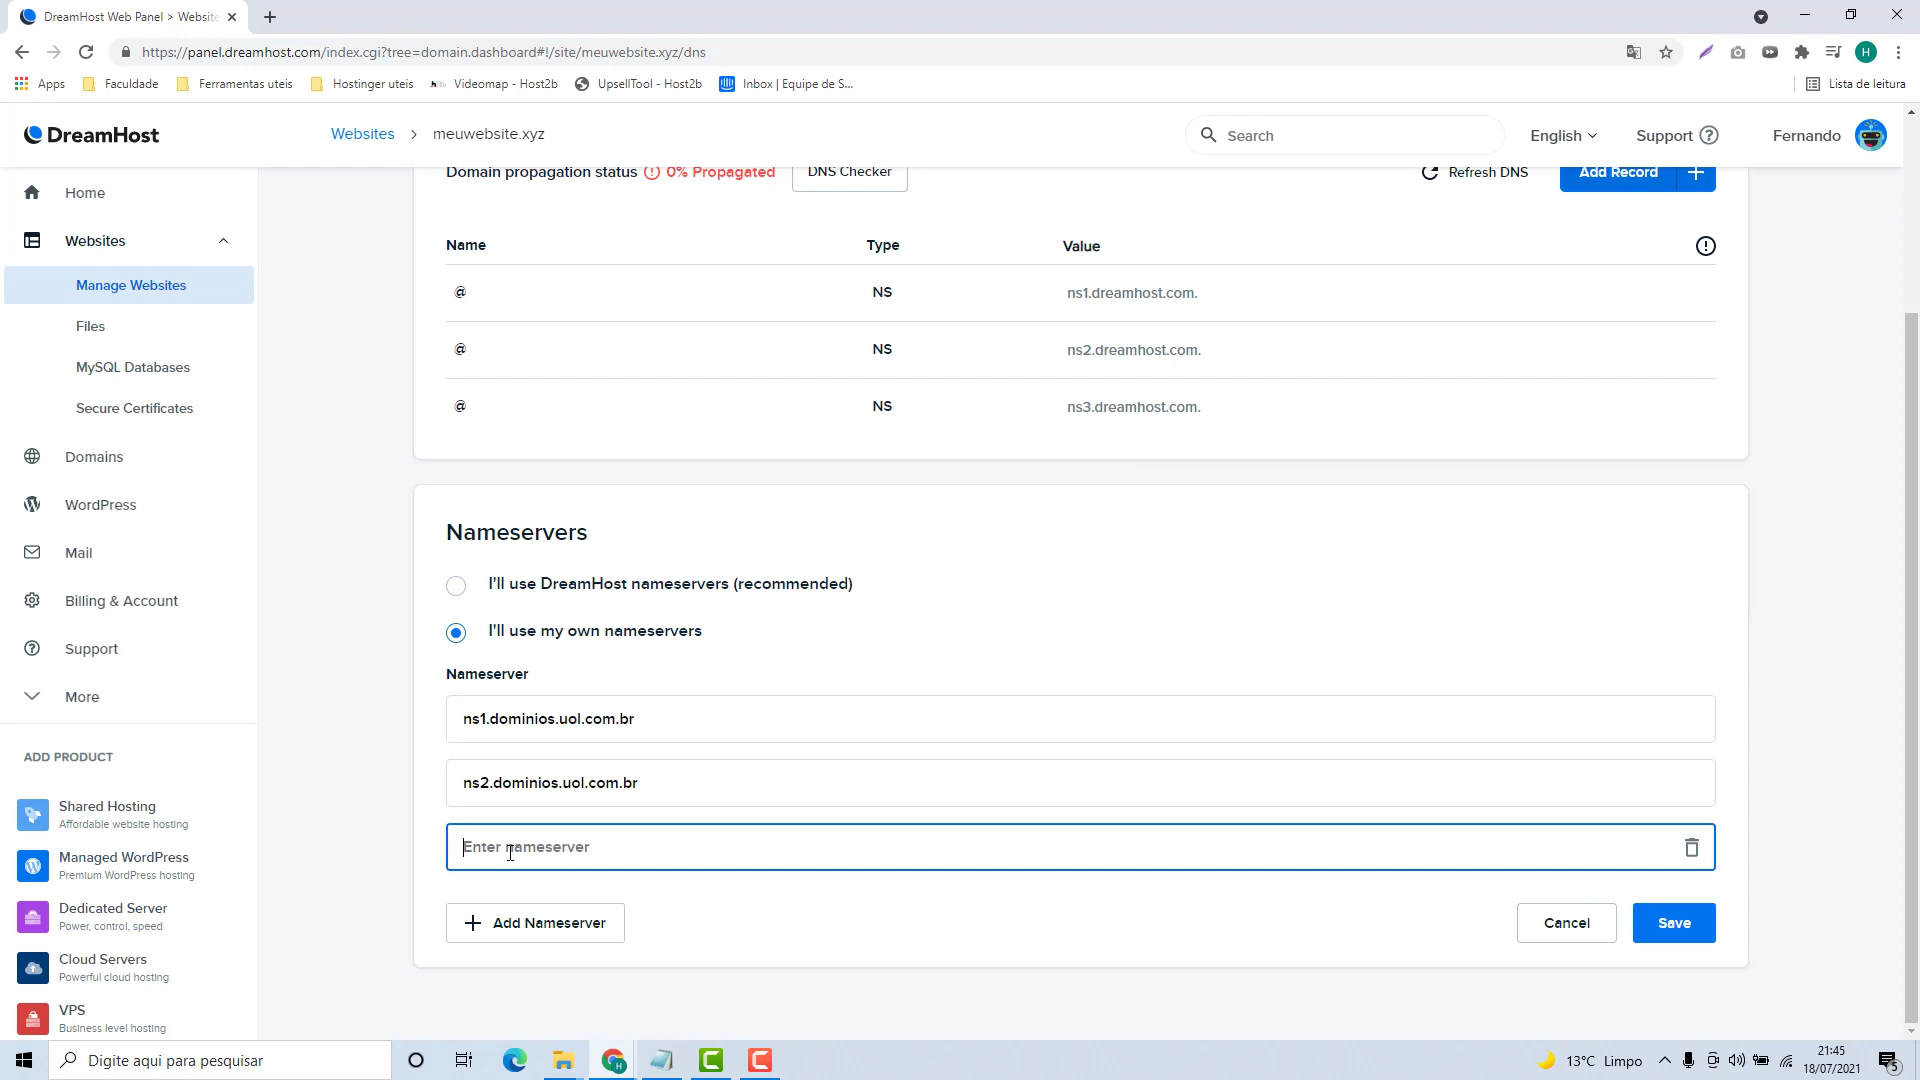 DreamHost Web Panel > Website
https://panel.dreamhost.com/index.cgi?tree=domain.dashboard#!/site/meuwebsite.xyz/dns
H
Apps
Faculdade
Ferramentas uteis
Hostinger uteis
Videomap - Host2b
UpsellTool - Host2b
Inbox | Equipe de S...
Lista de leitura
DreamHost
Websites > meuwebsite.xyz
Search
English
Support
Fernando
Home
Websites
Manage Websites
Files
MySQL Databases
Secure Certificates
Domains
WordPress
Mail
Billing & Account
Support
More
ADD PRODUCT
Shared Hosting
Affordable website hosting
Managed WordPress
Premium WordPress hosting
Dedicated Server
Power, control, speed
Cloud Servers
Powerful cloud hosting
VPS
Business level hosting
Domain propagation status 0% Propagated
DNS Checker
Refresh DNS
Add Record
Name Type Value
@ NS ns1.dreamhost.com.
@ NS ns2.dreamhost.com.
@ NS ns3.dreamhost.com.
Nameservers
I'll use DreamHost nameservers (recommended)
I'll use my own nameservers
Nameserver
ns1.dominios.uol.com.br
ns2.dominios.uol.com.br
Enter nameserver
Add Nameserver
Cancel
Save
Digite aqui para pesquisar
13°C Limpo
21:45
18/07/2021
5